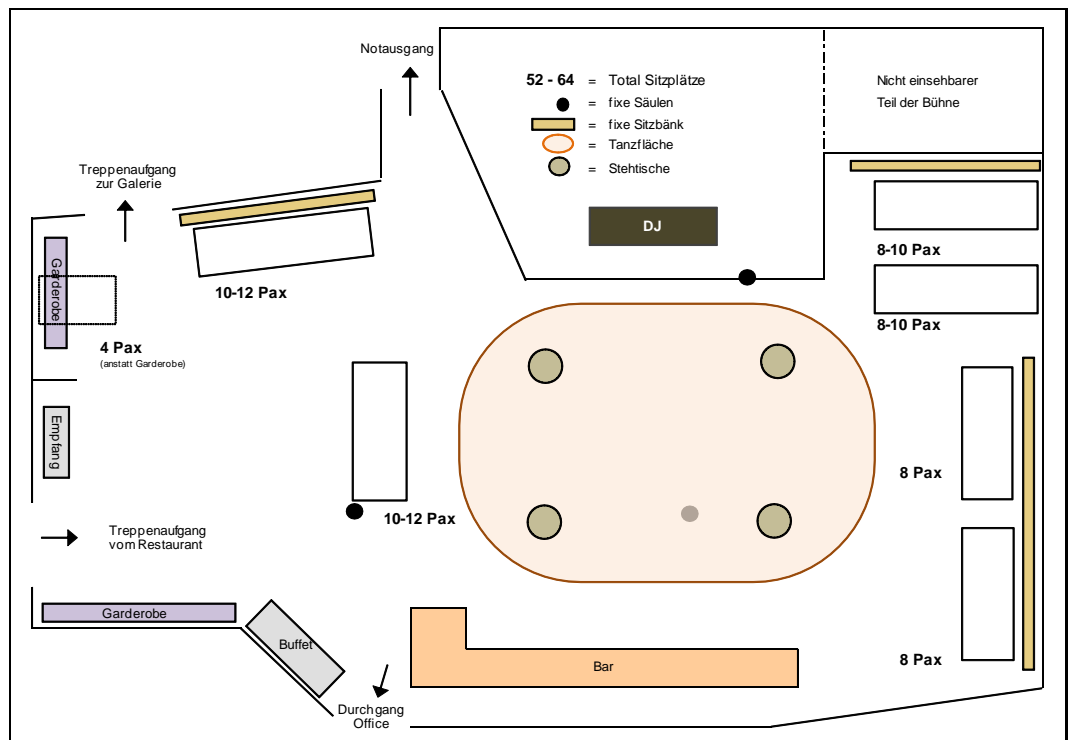 Notausgang
52 - 64 = Total Sitzplätze
= fixe Säulen
= fixe Sitzbänk
= Tanzfläche
= Stehtische
Nicht einsehbarer
Teil der Bühne
Treppenaufgang
zur Galerie
DJ
Garderobe
10-12 Pax
8-10 Pax
8-10 Pax
4 Pax
(anstatt Garderobe)
Empfang
8 Pax
10-12 Pax
Treppenaufgang
vom Restaurant
Garderobe
Buffet
Bar
8 Pax
Durchgang
Office